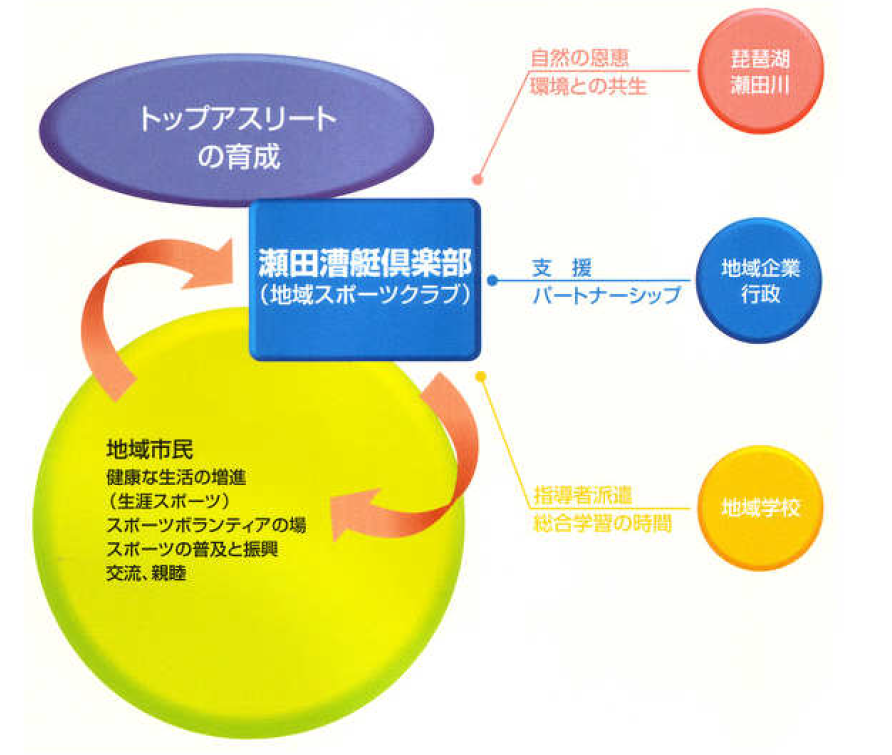 トップアスリート
の育成
瀬田漕艇倶楽部
（地域スポーツクラブ）
自然の恩恵
環境との共生
琵琶湖
瀬田川
支　援
パートナーシップ
地域企業
行政
指導者派遣
総合学習の時間
地域学校
地域市民
健康な生活の増進
（生涯スポーツ）
スポーツボランティアの場
スポーツの普及と振興
交流、親睦